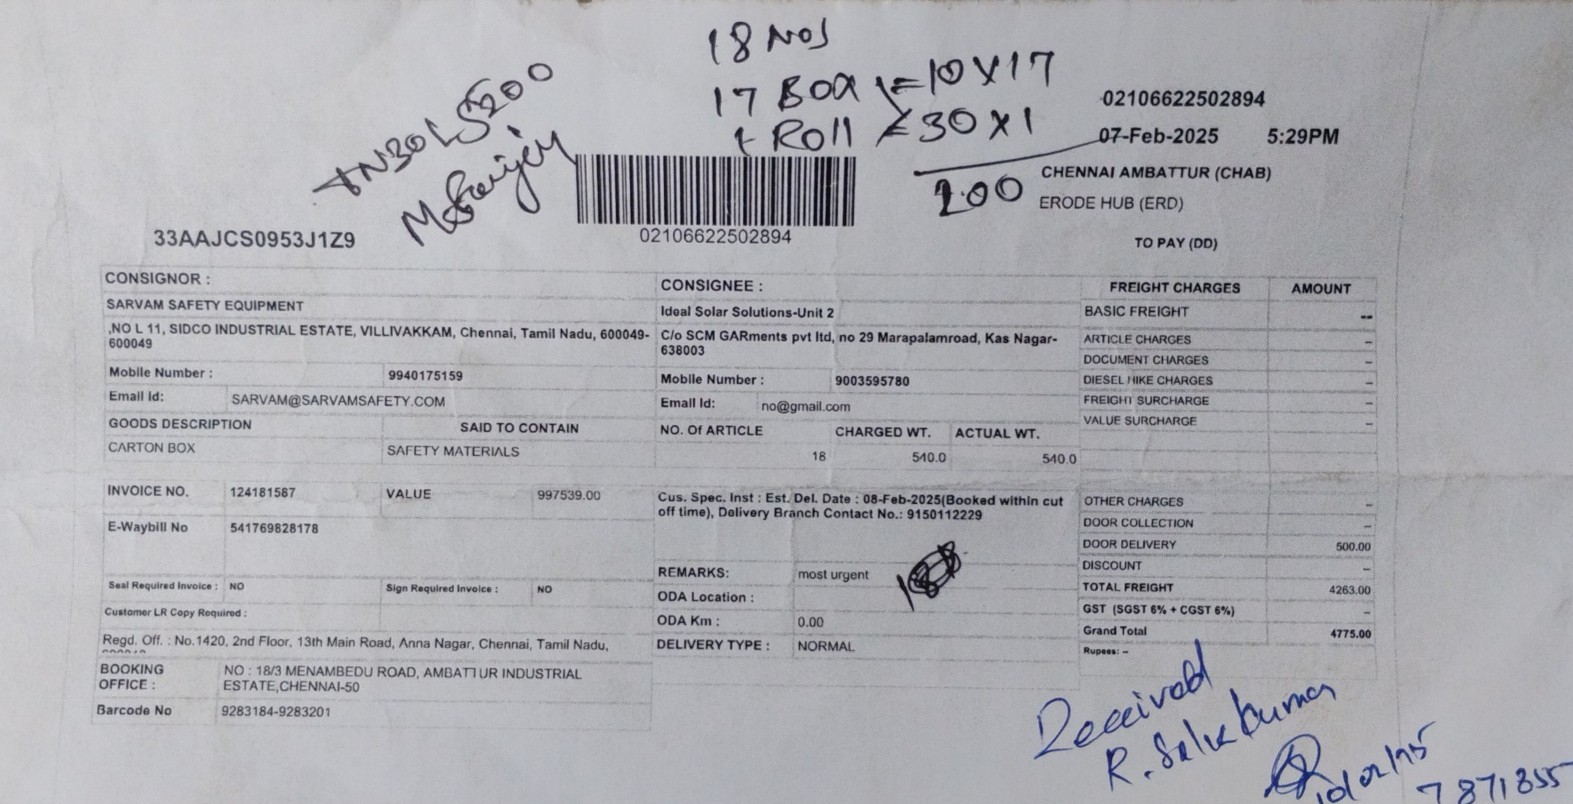 18 Nos
17 Box = 10 X 17
+ Roll 30 X 1
200
TN30LS5200
02106622502894
07-Feb-2025 5:29PM
CHENNAI AMBATTUR (CHAB)
ERODE HUB (ERD)
TO PAY (DD)
33AAJCS0953J1Z9
02106622502894
CONSIGNOR :
SARVAM SAFETY EQUIPMENT
,NO L 11, SIDCO INDUSTRIAL ESTATE, VILLIVAKKAM, Chennai, Tamil Nadu, 600049-
600049
Mobile Number : 9940175159
Email Id: SARVAM@SARVAMSAFETY.COM
CONSIGNEE :
Ideal Solar Solutions-Unit 2
C/o SCM GARments pvt ltd, no 29 Marapalamroad, Kas Nagar-
638003
Mobile Number : 9003595780
Email Id: no@gmail.com
GOODS DESCRIPTION SAID TO CONTAIN NO. Of ARTICLE CHARGED WT. ACTUAL WT.
CARTON BOX SAFETY MATERIALS 18 540.0 540.0
INVOICE NO. 124181587 VALUE 997539.00
E-Waybill No 541769828178
Seal Required Invoice : NO Sign Required Invoice : NO
Customer LR Copy Required :
Regd. Off. : No.1420, 2nd Floor, 13th Main Road, Anna Nagar, Chennai, Tamil Nadu,
BOOKING OFFICE : NO : 18/3 MENAMBEDU ROAD, AMBATTUR INDUSTRIAL
ESTATE,CHENNAI-50
Barcode No 9283184-9283201
Cus. Spec. Inst : Est. Del. Date : 08-Feb-2025(Booked within cut
off time), Delivery Branch Contact No.: 9150112229
REMARKS: most urgent
ODA Location :
ODA Km : 0.00
DELIVERY TYPE : NORMAL
FREIGHT CHARGES AMOUNT
BASIC FREIGHT --
ARTICLE CHARGES –
DOCUMENT CHARGES –
DIESEL HIKE CHARGES –
FREIGHT SURCHARGE –
VALUE SURCHARGE –
OTHER CHARGES –
DOOR COLLECTION –
DOOR DELIVERY 500.00
DISCOUNT –
TOTAL FREIGHT 4263.00
GST (SGST 6% + CGST 6%) –
Grand Total 4775.00
Rupees: –
Received
7871355